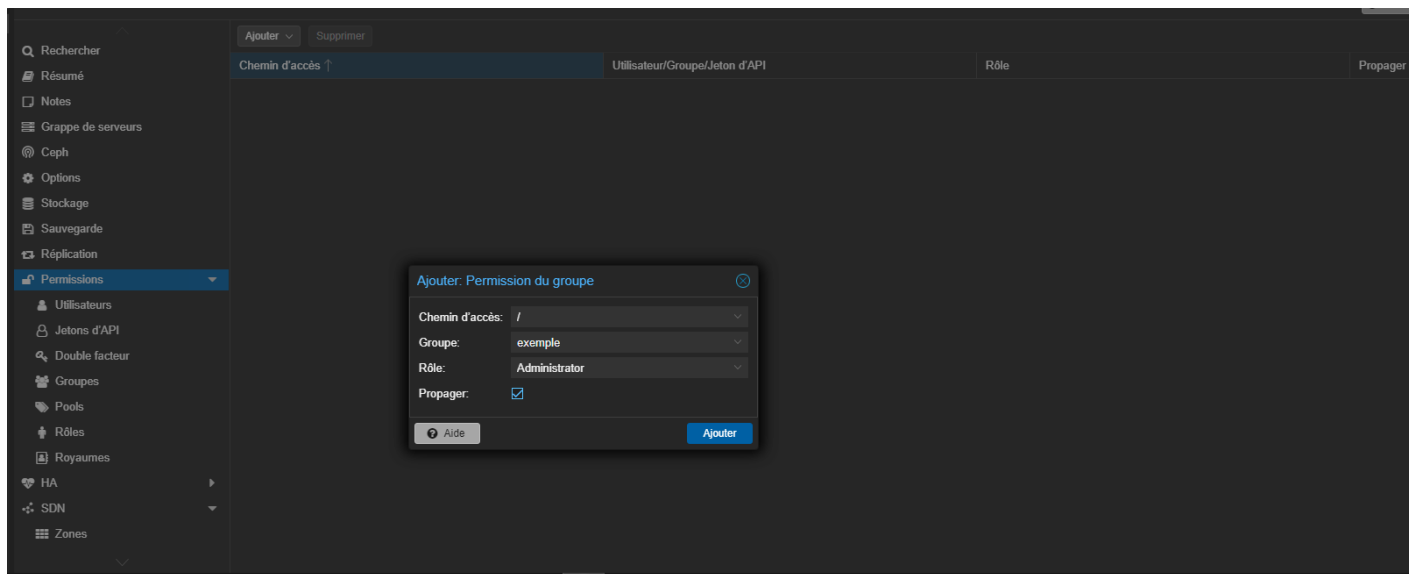 Ajouter Supprimer
Rechercher
Résumé
Notes
Grappe de serveurs
Ceph
Options
Stockage
Sauvegarde
Réplication
Permissions
Utilisateurs
Jetons d'API
Double facteur
Groupes
Pools
Rôles
Royaumes
HA
SDN
Zones
Chemin d'accès ↑ Utilisateur/Groupe/Jeton d'API Rôle Propager
Ajouter: Permission du groupe
Chemin d'accès: /
Groupe: exemple
Rôle: Administrator
Propager:
Aide Ajouter